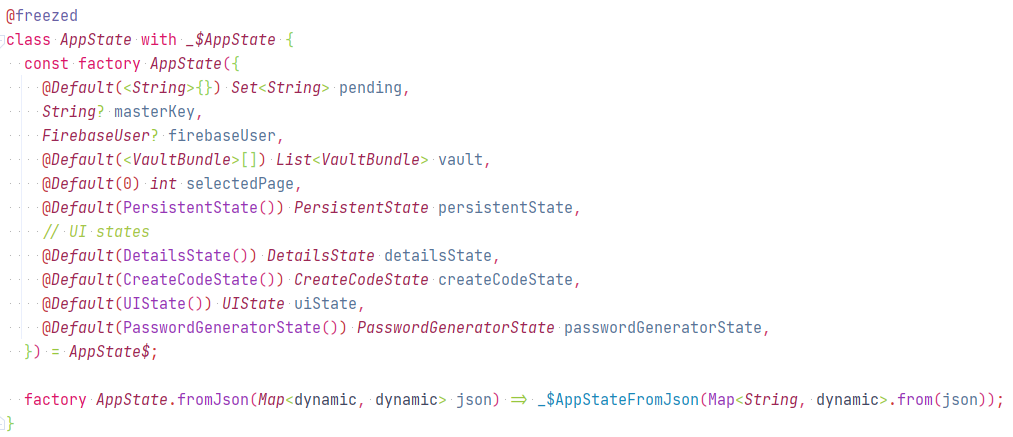 @freezed
class AppState with _$AppState {
  const factory AppState({
    @Default(<String>{}) Set<String> pending,
    String? masterKey,
    FirebaseUser? firebaseUser,
    @Default(<VaultBundle>[]) List<VaultBundle> vault,
    @Default(0) int selectedPage,
    @Default(PersistentState()) PersistentState persistentState,
    // UI states
    @Default(DetailsState()) DetailsState detailsState,
    @Default(CreateCodeState()) CreateCodeState createCodeState,
    @Default(UIState()) UIState uiState,
    @Default(PasswordGeneratorState()) PasswordGeneratorState passwordGeneratorState,
  }) = AppState$;

  factory AppState.fromJson(Map<dynamic, dynamic> json) => _$AppStateFromJson(Map<String, dynamic>.from(json));
}